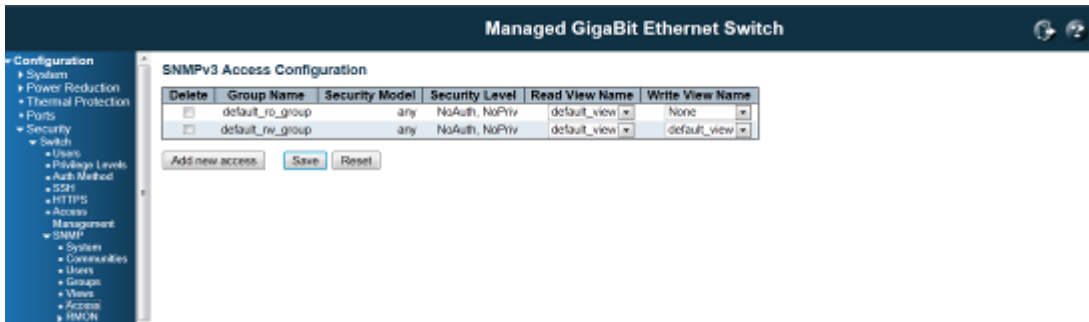 Managed GigaBit Ethernet Switch
Configuration
System
Power Reduction
Thermal Protection
Ports
Security
Switch
Users
Privilege Levels
Auth Method
SSH
HTTPS
Access
Management
SNMP
System
Communities
Users
Groups
Views
Access
RMON
SNMPv3 Access Configuration
Delete Group Name Security Model Security Level Read View Name Write View Name
default_ro_group any NoAuth, NoPriv default_view None
default_rw_group any NoAuth, NoPriv default_view default_view
Add new access Save Reset